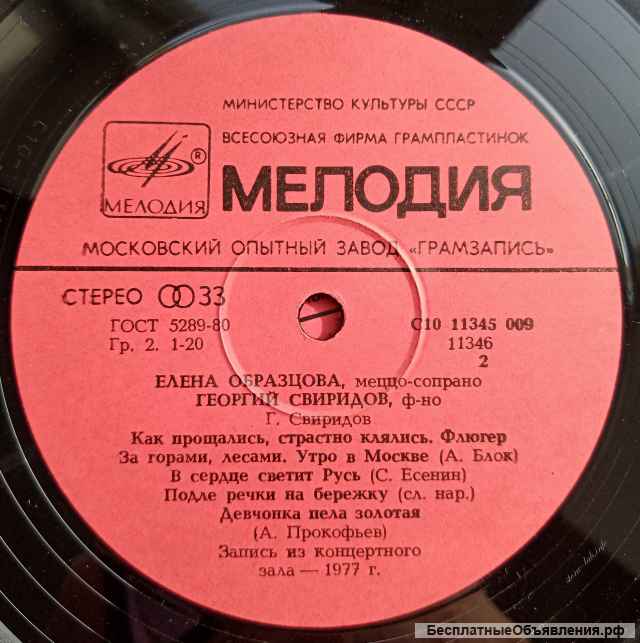 МИНИСТЕРСТВО КУЛЬТУРЫ СССР
ВСЕСОЮЗНАЯ ФИРМА ГРАМПЛАСТИНОК
® МЕЛОДИЯ
МЕЛОДИЯ
МОСКОВСКИЙ ОПЫТНЫЙ ЗАВОД «ГРАМЗАПИСЬ»
СТЕРЕО 33
ГОСТ 5289-80 С10 11345 009
Гр. 2. 1-20 11346
2
ЕЛЕНА ОБРАЗЦОВА, меццо-сопрано
ГЕОРГИЙ СВИРИДОВ, ф-но
Г. Свиридов
Как прощались, страстно клялись. Флюгер
За горами, лесами. Утро в Москве (А. Блок)
В сердце светит Русь (С. Есенин)
Подле речки на бережку (сл. нар.)
Девчонка пела золотая
(А. Прокофьев)
Запись из концертного
зала — 1977 г.
БесплатныеОбъявления.рф